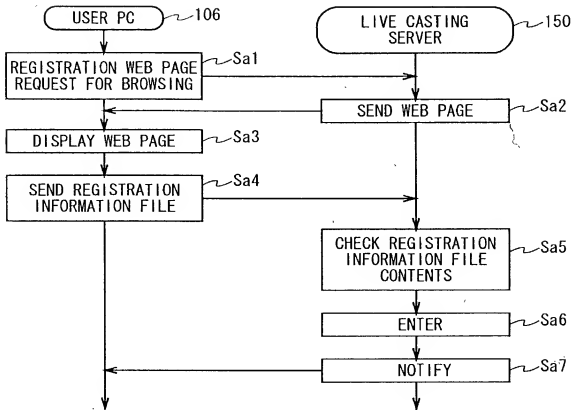 USER PC
106
LIVE CASTING
SERVER
150
REGISTRATION WEB PAGE
REQUEST FOR BROWSING
Sa1
SEND WEB PAGE
Sa2
DISPLAY WEB PAGE
Sa3
SEND REGISTRATION
INFORMATION FILE
Sa4
CHECK REGISTRATION
INFORMATION FILE
CONTENTS
Sa5
ENTER
Sa6
NOTIFY
Sa7